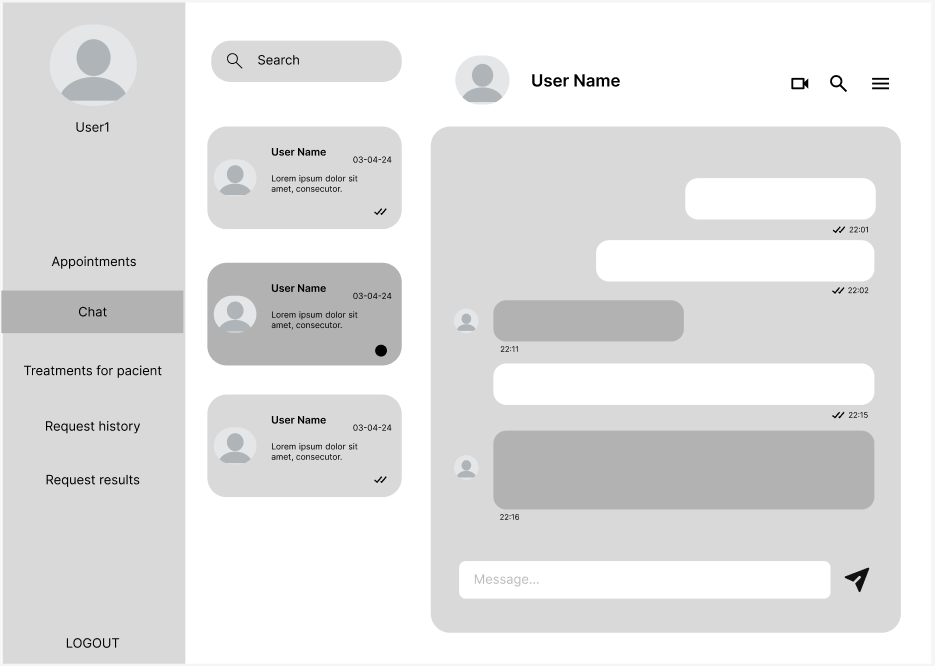 User1
Appointments
Chat
Treatments for pacient
Request history
Request results
LOGOUT
Search
User Name
03-04-24
Lorem ipsum dolor sit
amet, consecutor.
User Name
03-04-24
Lorem ipsum dolor sit
amet, consecutor.
User Name
03-04-24
Lorem ipsum dolor sit
amet, consecutor.
User Name
22:01
22:02
22:11
22:15
22:16
Message...